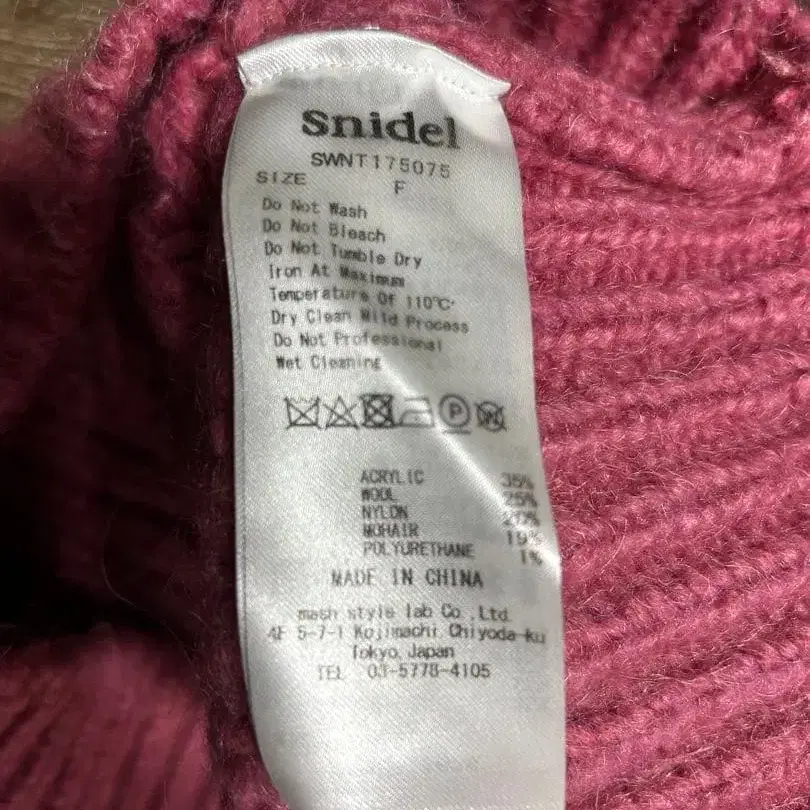 snidel
SWNT175075
SIZE F
Do Not Wash
Do Not Bleach
Do Not Tumble Dry
Iron At Maximum
Temperature Of 110℃
Dry Clean Mild Process
Do Not Professional
Wet Cleaning
P W
ACRYLIC 35%
WOOL 25%
NYLON 20%
MOHAIR 19%
POLYURETHANE 1%
MADE IN CHINA
mash style lab Co.,Ltd.
4F 5-7-1 Kojimachi Chiyoda-ku
Tokyo, Japan
TEL 03-5778-4105